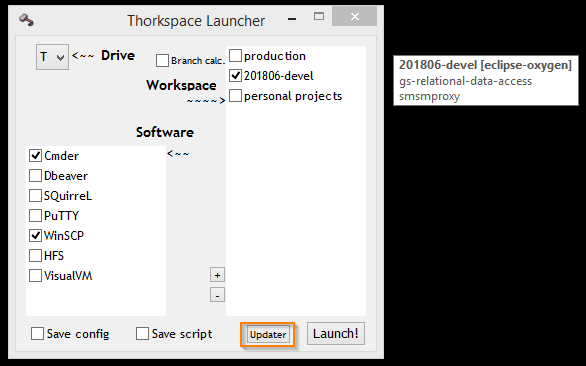 Thorkspace Launcher
T <~~ Drive
Branch calc.
Workspace
~~~~>
production
201806-devel
personal projects
Software
<~~
Cmder
Dbeaver
SQuirreL
PuTTY
WinSCP
HFS
VisualVM
+
-
Save config
Save script
Updater
Launch!
201806-devel [eclipse-oxygen]
gs-relational-data-access
smsmproxy